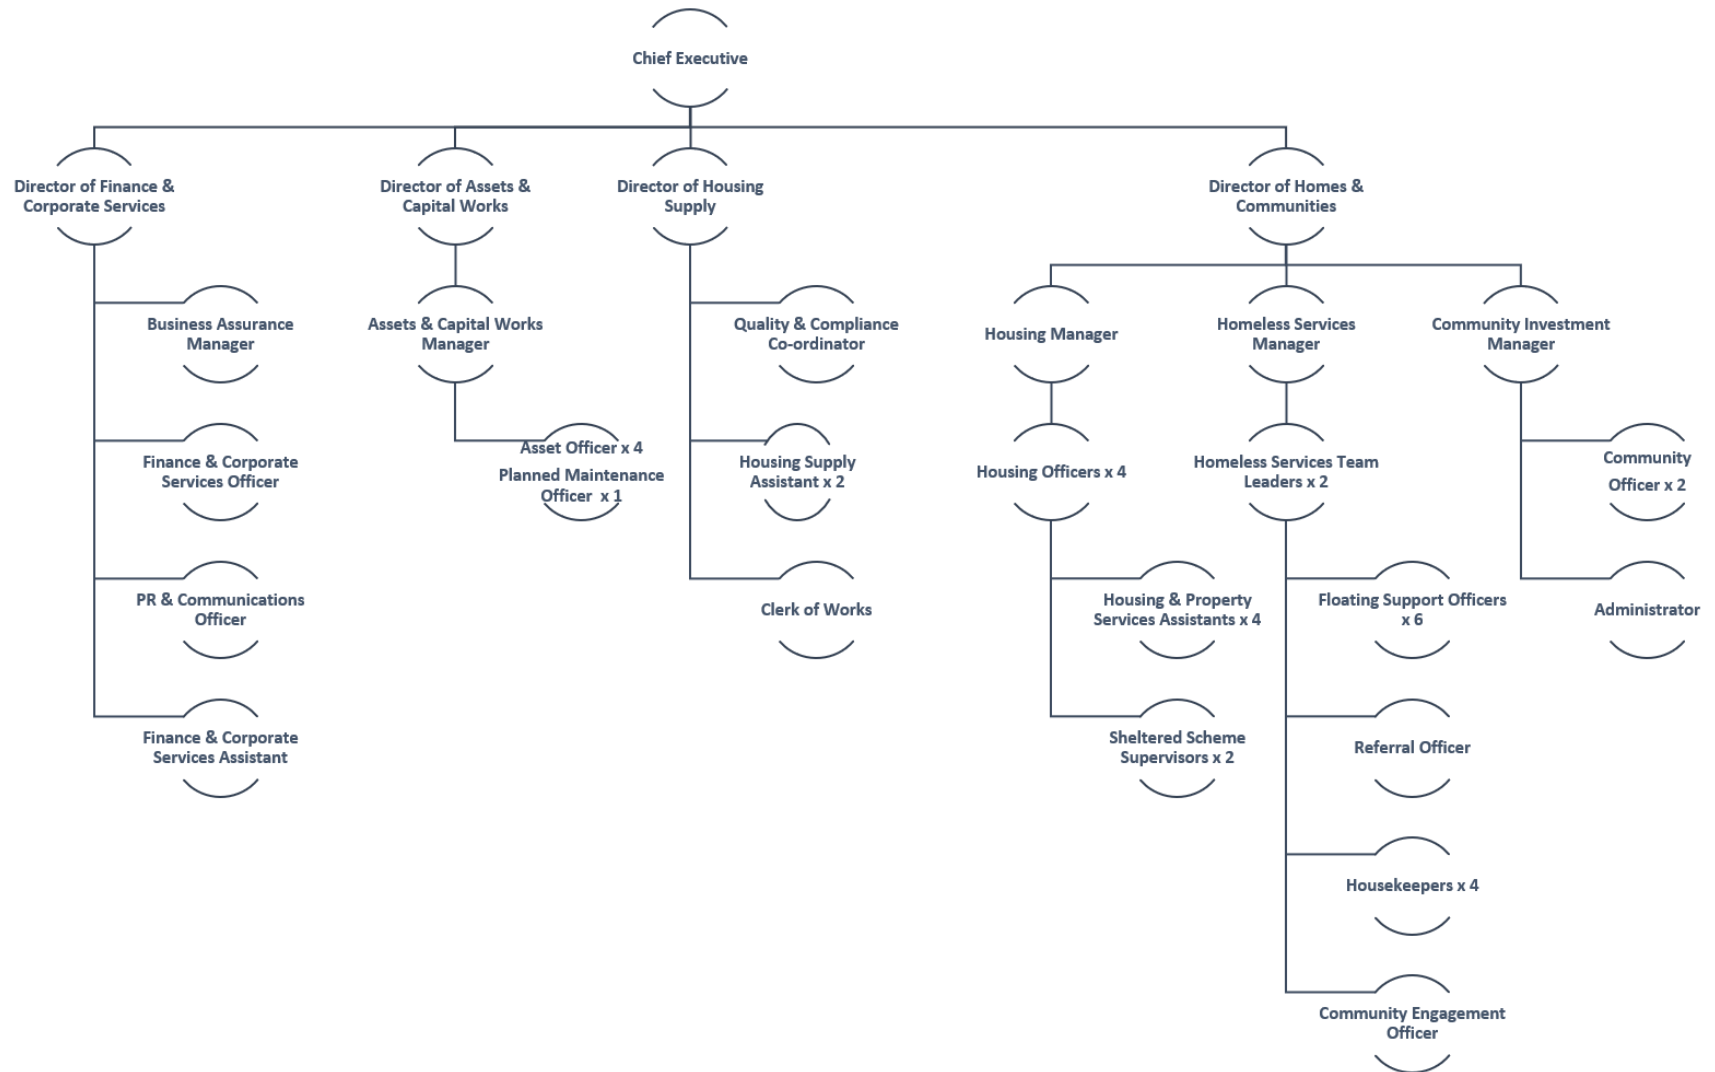 Chief Executive
Director of Finance &
Corporate Services
Director of Assets &
Capital Works
Director of Housing
Supply
Director of Homes &
Communities
Business Assurance
Manager
Finance & Corporate
Services Officer
PR & Communications
Officer
Finance & Corporate
Services Assistant
Assets & Capital Works
Manager
Asset Officer x 4
Planned Maintenance
Officer  x 1
Quality & Compliance
Co-ordinator
Housing Supply
Assistant x 2
Clerk of Works
Housing Manager
Housing Officers x 4
Housing & Property
Services Assistants x 4
Sheltered Scheme
Supervisors x 2
Homeless Services
Manager
Homeless Services Team
Leaders x 2
Floating Support Officers
x 6
Referral Officer
Housekeepers x 4
Community Engagement
Officer
Community Investment
Manager
Community
Officer x 2
Administrator